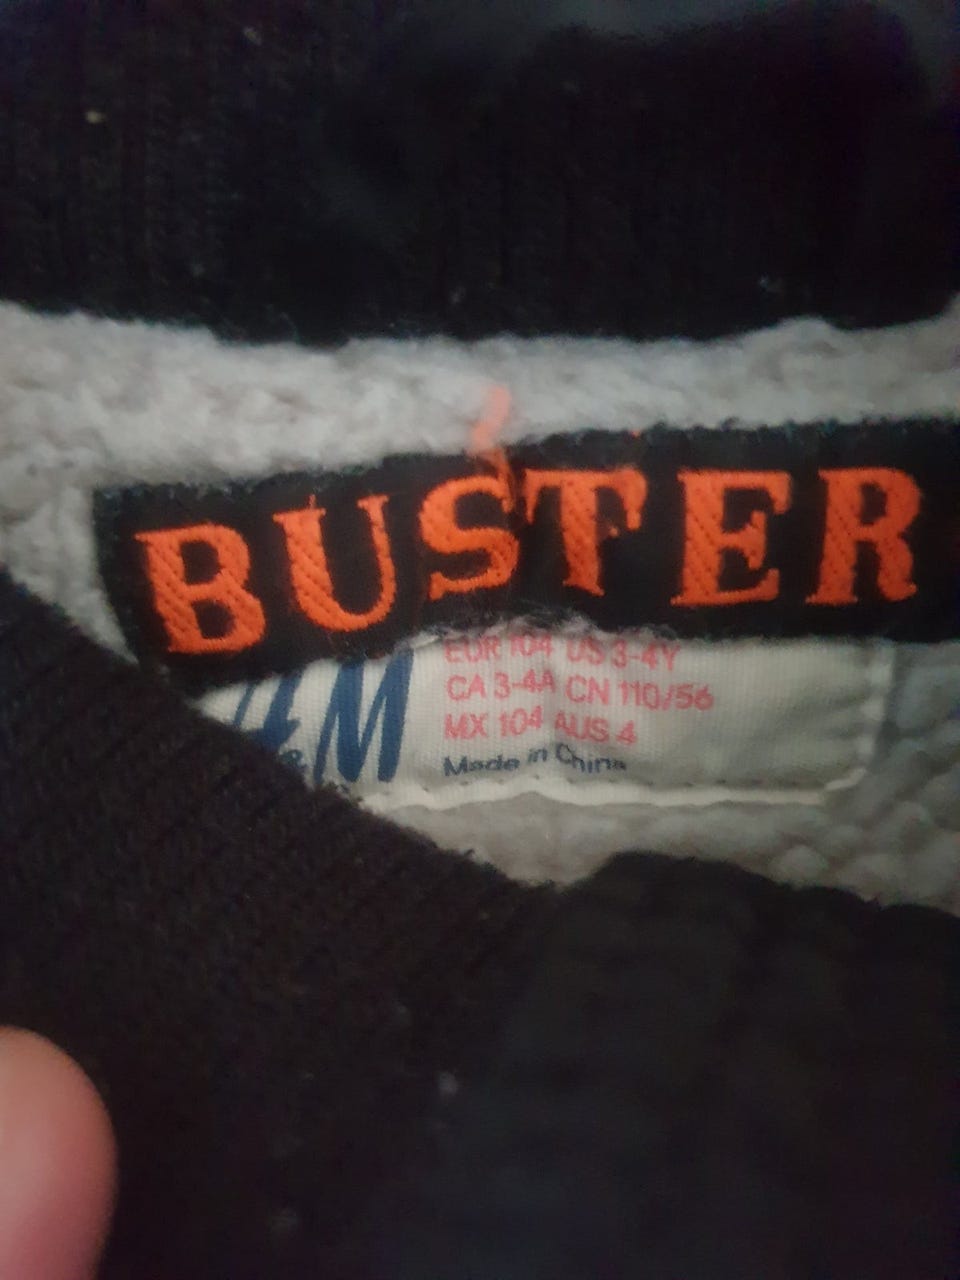 BUSTER
H&M
EUR 104 US 3-4Y
CA 3-4A CN 110/56
MX 104 AUS 4
Made in China